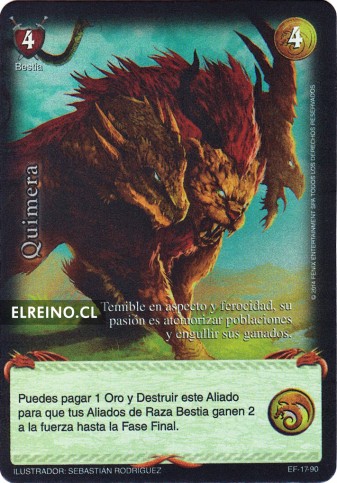 4
Bestia
4
Quimera
© 2014 FÉNIX ENTERTAINMENT SPA TODOS LOS DERECHOS RESERVADOS
ELREINO.CL
Temible en aspecto y ferocidad, su
pasión es atemorizar poblaciones
y engullir sus ganados.
Puedes pagar 1 Oro y Destruir este Aliado
para que tus Aliados de Raza Bestia ganen 2
a la fuerza hasta la Fase Final.
ILUSTRADOR: SEBASTIÁN RODRÍGUEZ
EF-17-90